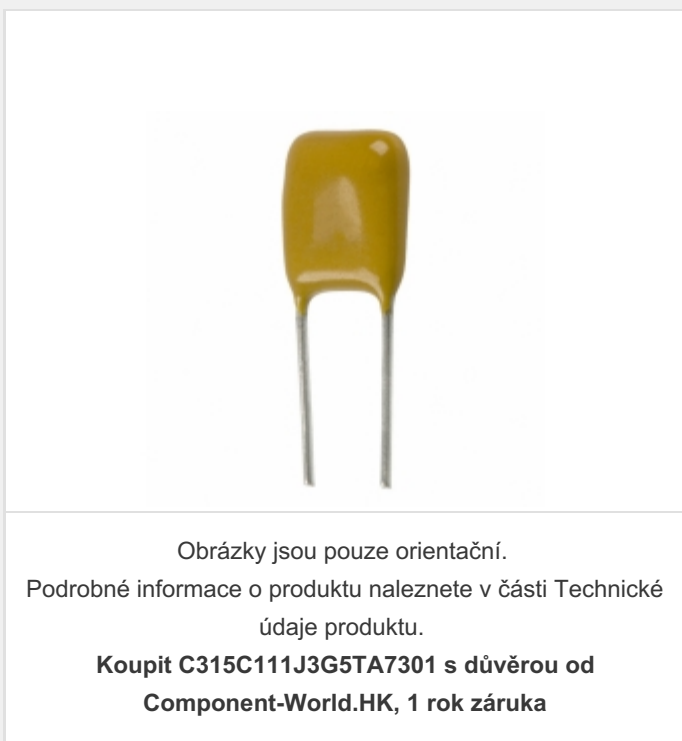 Obrázky jsou pouze orientační.
Podrobné informace o produktu naleznete v části Technické
údaje produktu.
Koupit C315C111J3G5TA7301 s důvěrou od
Component-World.HK, 1 rok záruka